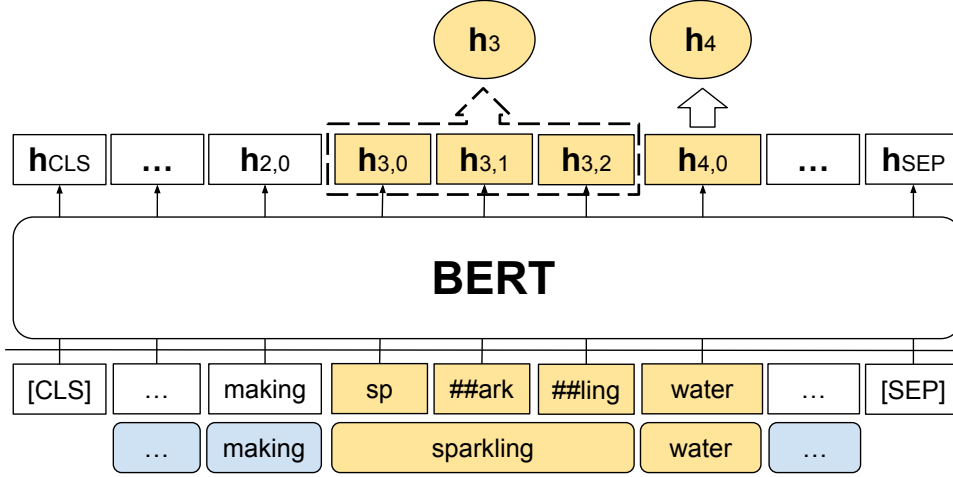 h3 h4
hCLS ... h2,0 h3,0 h3,1 h3,2 h4,0 ... hSEP
BERT
[CLS] ... making sp ##ark ##ling water ... [SEP]
... making sparkling water ...